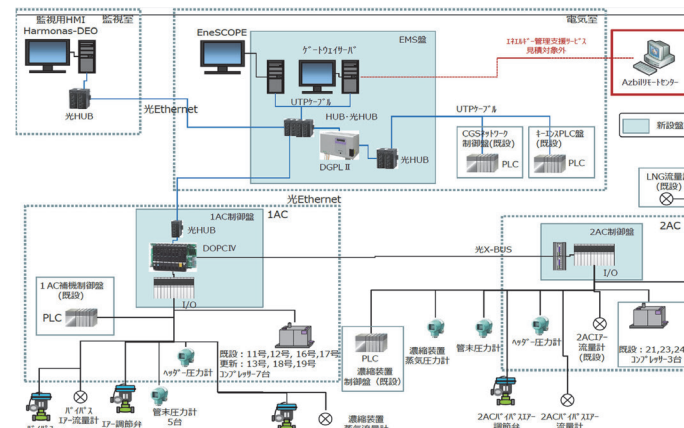 監視用HMI
Harmonas-DEO
監視室
光HUB
光Ethernet
電気室
EneSCOPE
EMS盤
ゲートウェイサーバ
UTPケーブル
HUB・光HUB
DGPLⅡ
光HUB
UTPケーブル
CGSネットワーク
制御盤(既設)
PLC
キーエンスPLC盤
(既設)
PLC
エネルギー管理支援サービス
見積対象外
Azbilリモートセンター
新設盤
LNG流量計
(既設)
光Ethernet
1AC
1AC制御盤
光HUB
DOPCⅣ
I/O
1AC補機制御盤
(既設)
PLC
ヘッダー圧力計
既設：11号,12号, 16号,17号
更新：13号, 18号,19号
コンプレッサー7台
バイパス
エアー流量計
エアー調節弁
管末圧力計
5台
バイパス
光X-BUS
2AC
2AC制御盤
I/O
PLC
濃縮装置
制御盤（既設）
濃縮装置
蒸気圧力計
管末圧力計
ヘッダー圧力計
2ACエアー
流量計
(既設)
既設：21,23,24
コンプレッサー3台
濃縮装置
蒸気流量計
2ACバイパスエアー
調節弁
2ACバイパスエアー
流量計